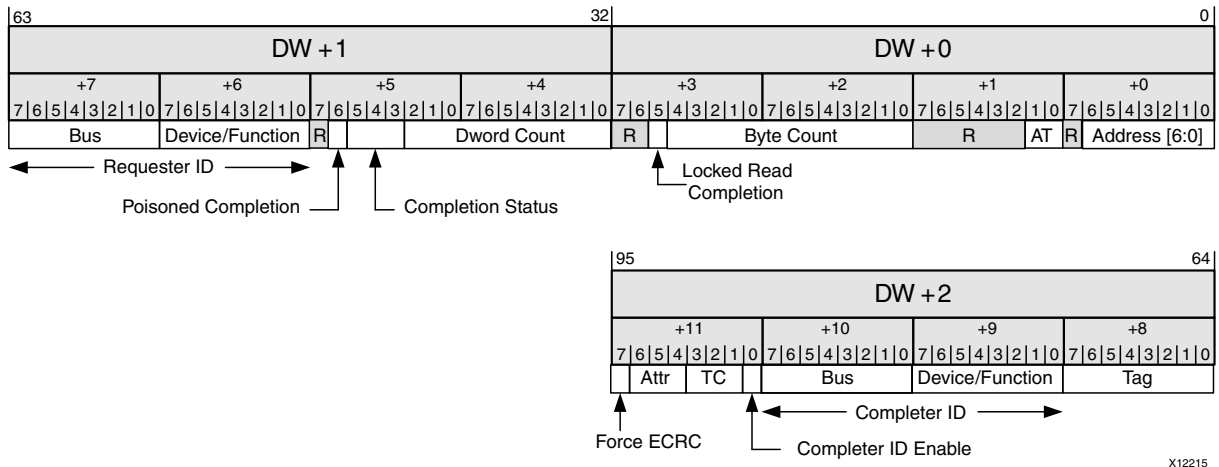 63 32 0
DW +1 DW +0
+7 +6 +5 +4 +3 +2 +1 +0
7 6 5 4 3 2 1 0 7 6 5 4 3 2 1 0 7 6 5 4 3 2 1 0 7 6 5 4 3 2 1 0 7 6 5 4 3 2 1 0 7 6 5 4 3 2 1 0 7 6 5 4 3 2 1 0 7 6 5 4 3 2 1 0
Bus Device/Function R Dword Count R Byte Count R AT R Address [6:0]
Requester ID
Locked Read
Completion
Poisoned Completion Completion Status
95 64
DW +2
+11 +10 +9 +8
7 6 5 4 3 2 1 0 7 6 5 4 3 2 1 0 7 6 5 4 3 2 1 0 7 6 5 4 3 2 1 0
Attr TC Bus Device/Function Tag
Completer ID
Force ECRC Completer ID Enable
X12215